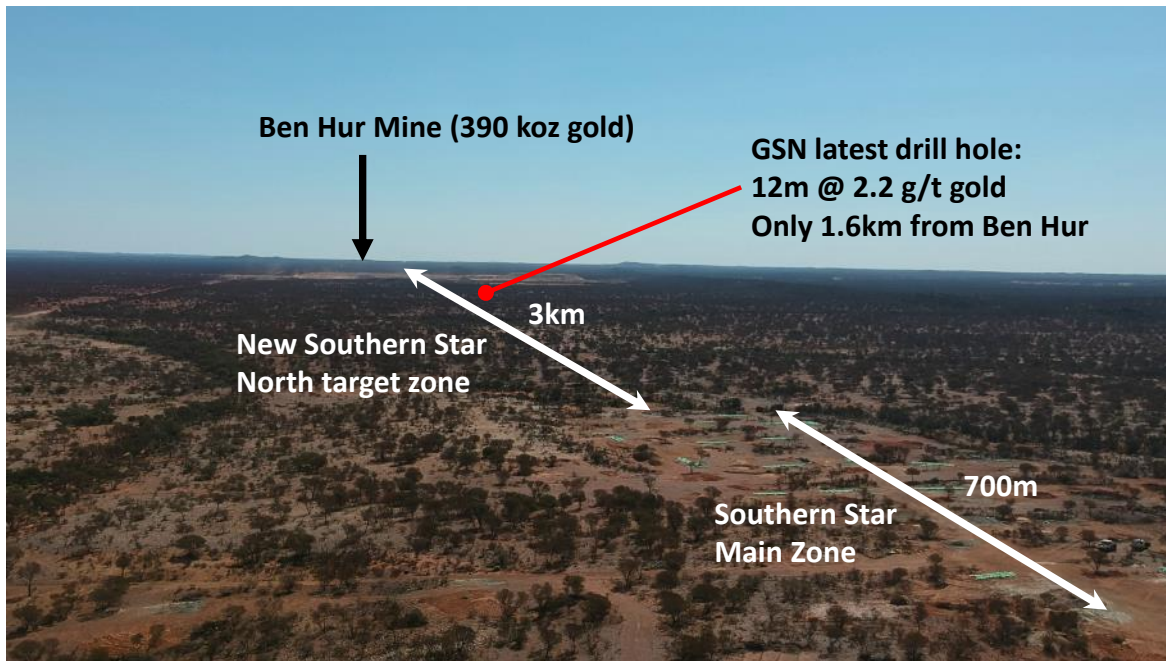 Ben Hur Mine (390 koz gold)
GSN latest drill hole:
12m @ 2.2 g/t gold
Only 1.6km from Ben Hur
3km
New Southern Star
North target zone
700m
Southern Star
Main Zone